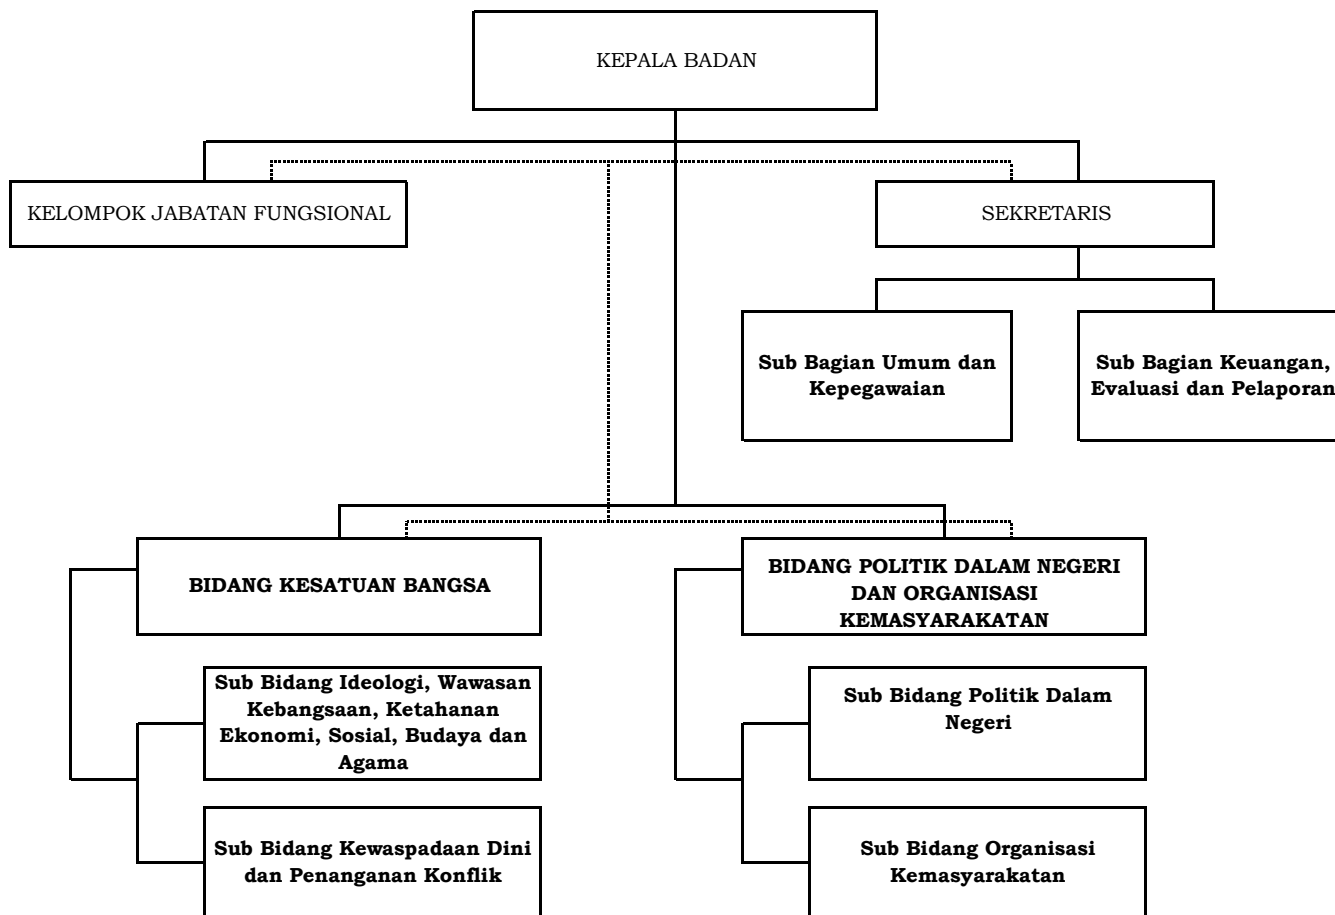 KEPALA BADAN
KELOMPOK JABATAN FUNGSIONAL
SEKRETARIS
Sub Bagian Umum dan
Kepegawaian
Sub Bagian Keuangan,
Evaluasi dan Pelaporan
BIDANG KESATUAN BANGSA
BIDANG POLITIK DALAM NEGERI
DAN ORGANISASI
KEMASYARAKATAN
Sub Bidang Ideologi, Wawasan
Kebangsaan, Ketahanan
Ekonomi, Sosial, Budaya dan
Agama
Sub Bidang Politik Dalam
Negeri
Sub Bidang Kewaspadaan Dini
dan Penanganan Konflik
Sub Bidang Organisasi
Kemasyarakatan